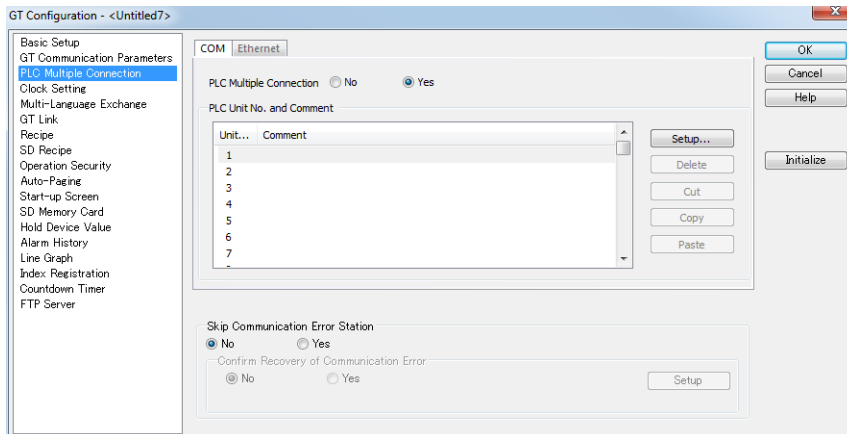 GT Configuration - <Untitled7>
Basic Setup
GT Communication Parameters
PLC Multiple Connection
Clock Setting
Multi-Language Exchange
GT Link
Recipe
SD Recipe
Operation Security
Auto-Paging
Start-up Screen
SD Memory Card
Hold Device Value
Alarm History
Line Graph
Index Registration
Countdown Timer
FTP Server
COM Ethernet
PLC Multiple Connection No Yes
PLC Unit No. and Comment
Unit... Comment
1
2
3
4
5
6
7
Setup...
Delete
Cut
Copy
Paste
Skip Communication Error Station
No Yes
Confirm Recovery of Communication Error
No Yes
Setup
OK
Cancel
Help
Initialize